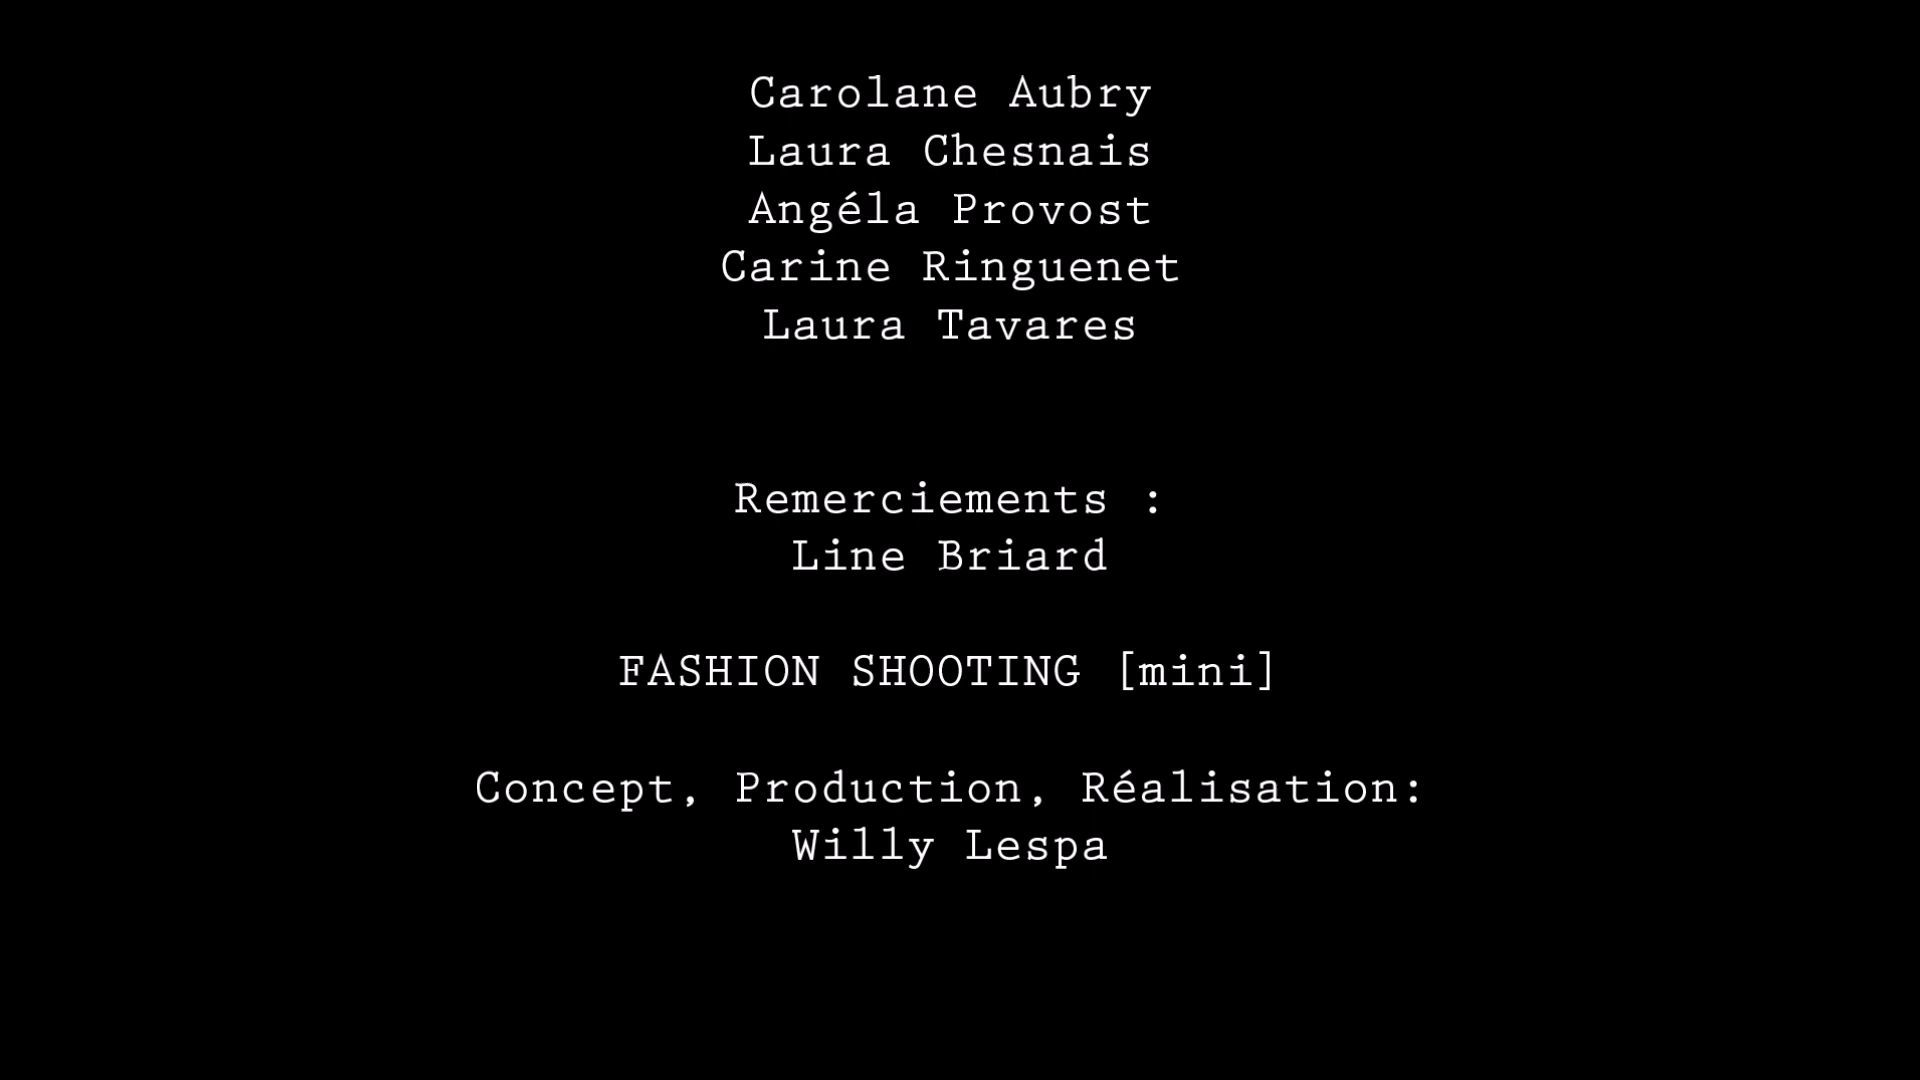 Carolane Aubry
Laura Chesnais
Angéla Provost
Carine Ringuenet
Laura Tavares
Remerciements :
Line Briard
FASHION SHOOTING [mini]
Concept, Production, Réalisation:
Willy Lespa